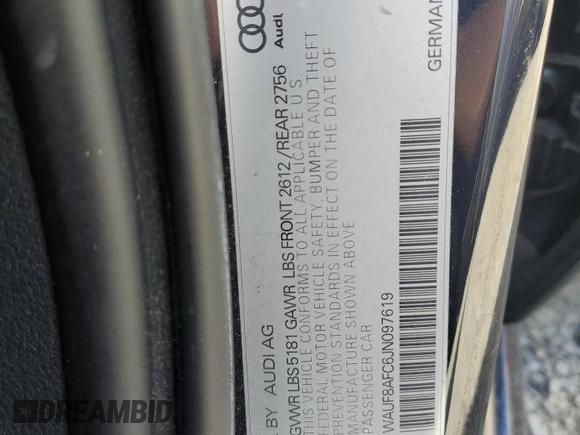 Audi
GERMAN
BY AUDI AG
GVWR LBS 5181 GAWR LBS FRONT 2612 / REAR 2756
THIS VEHICLE CONFORMS TO ALL APPLICABLE U S
FEDERAL MOTOR VEHICLE SAFETY, BUMPER AND THEFT
PREVENTION STANDARDS IN EFFECT ON THE DATE OF
MANUFACTURE SHOWN ABOVE
PASSENGER CAR
WAUF8AFC6JN097619
DREAMBID